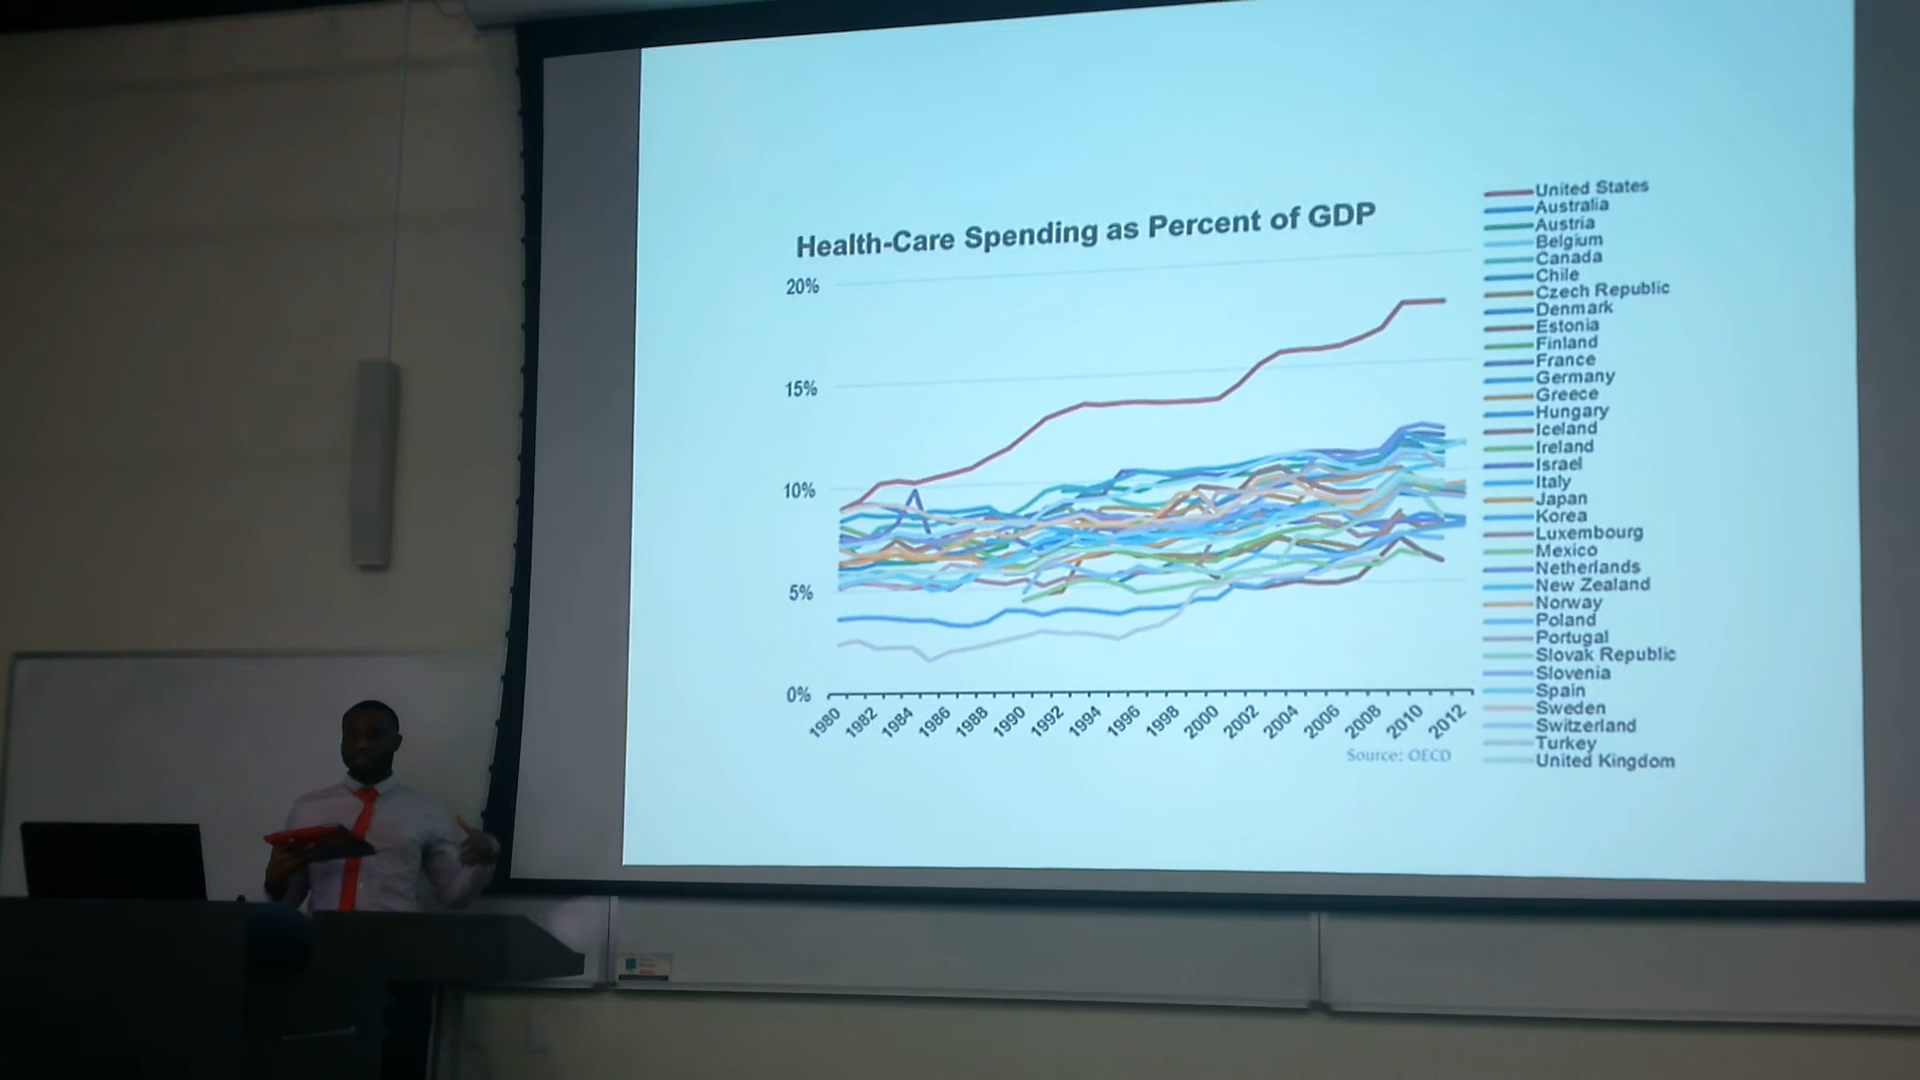 Health-Care Spending as Percent of GDP
20%
15%
10%
5%
0%
1980
1982
1984
1986
1988
1990
1992
1994
1996
1998
2000
2002
2004
2006
2008
2010
2012
Source: OECD
United States
Australia
Austria
Belgium
Canada
Chile
Czech Republic
Denmark
Estonia
Finland
France
Germany
Greece
Hungary
Iceland
Ireland
Israel
Italy
Japan
Korea
Luxembourg
Mexico
Netherlands
New Zealand
Norway
Poland
Portugal
Slovak Republic
Slovenia
Spain
Sweden
Switzerland
Turkey
United Kingdom